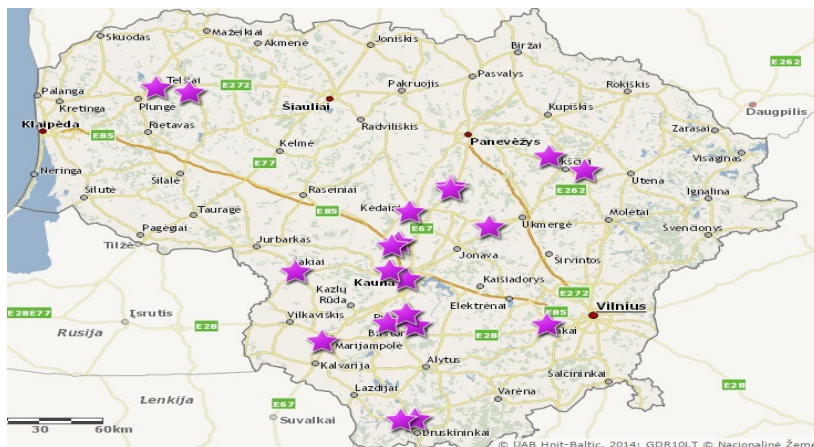 Skuodas
Mažeikiai
Akmenė
Joniškis
Biržai
E262
Palanga
Kretinga
Telšiai
Plungė
E272
Šiauliai
Pakruojis
Pasvalys
Rokiškis
Kupiškis
Daugpilis
Klaipėda
E85
Rietavas
Radviliškis
Panevėžys
Zarasai
Kelmė
E77
Visaginas
Neringa
Šilalė
Šilutė
Raseiniai
E262
Utena
Ignalina
Tauragė
E85
Kėdainiai
E67
Ukmergė
Molėtai
Švenčionys
Pagėgiai
Tilžė
Jurbarkas
Jonava
Širvintos
Kazlų
Rūda
Kaišiadorys
Elektrėnai
E272
Vilnius
E28E77
Įsrutis
E28
Vilkaviškis
E85
Rusija
E28
Marijampolė
Kalvarija
Alytus
Šalčininkai
Lenkija
Lazdijai
Varėna
E28
E67
Suvalkai
Druskininkai
30
60km
© UAB Hnit-Baltic, 2014; GDR10LT © Nacionalinė Žeme